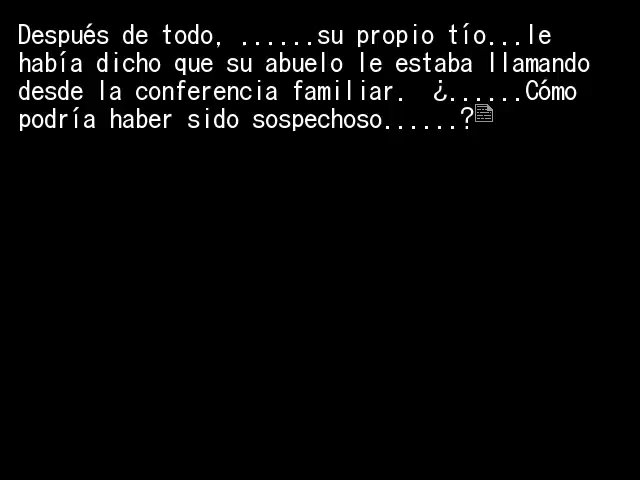 Después de todo, ......su propio tío...le
había dicho que su abuelo le estaba llamando
desde la conferencia familiar.  ¿......Cómo
podría haber sido sospechoso......?